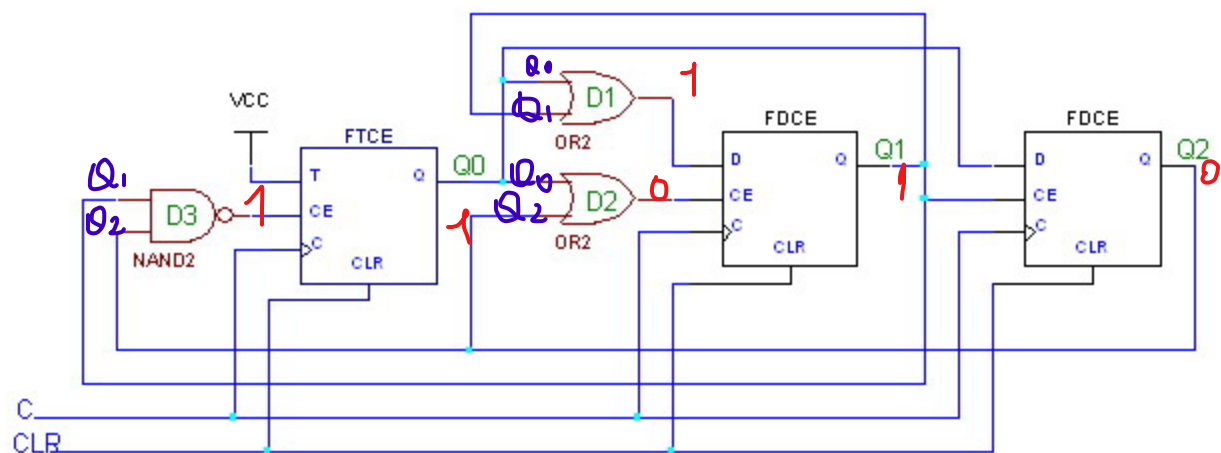 VCC
Q₁
Q₂
D3
NAND2
1
FTCE
T
Q
CE
C
CLR
Q0
1
Q₀
Q₁
D1
OR2
1
Q₀
Q₂
D2
OR2
0
FDCE
D
Q
CE
C
CLR
Q1
1
FDCE
D
Q
CE
C
CLR
Q2
0
C
CLR